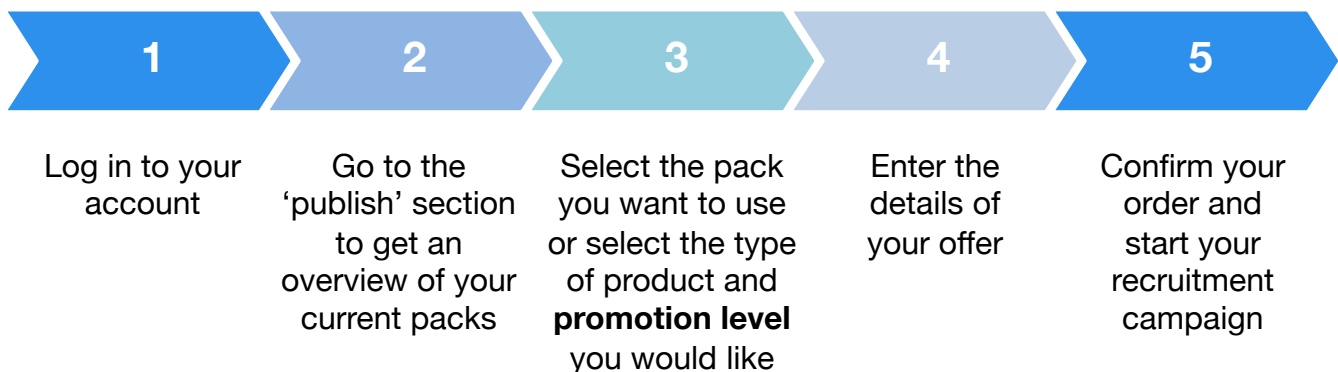 1
2
3
4
5
Log in to your
account
Go to the
‘publish’ section
to get an
overview of your
current packs
Select the pack
you want to use
or select the type
of product and
promotion level
you would like
Enter the
details of
your offer
Confirm your
order and
start your
recruitment
campaign